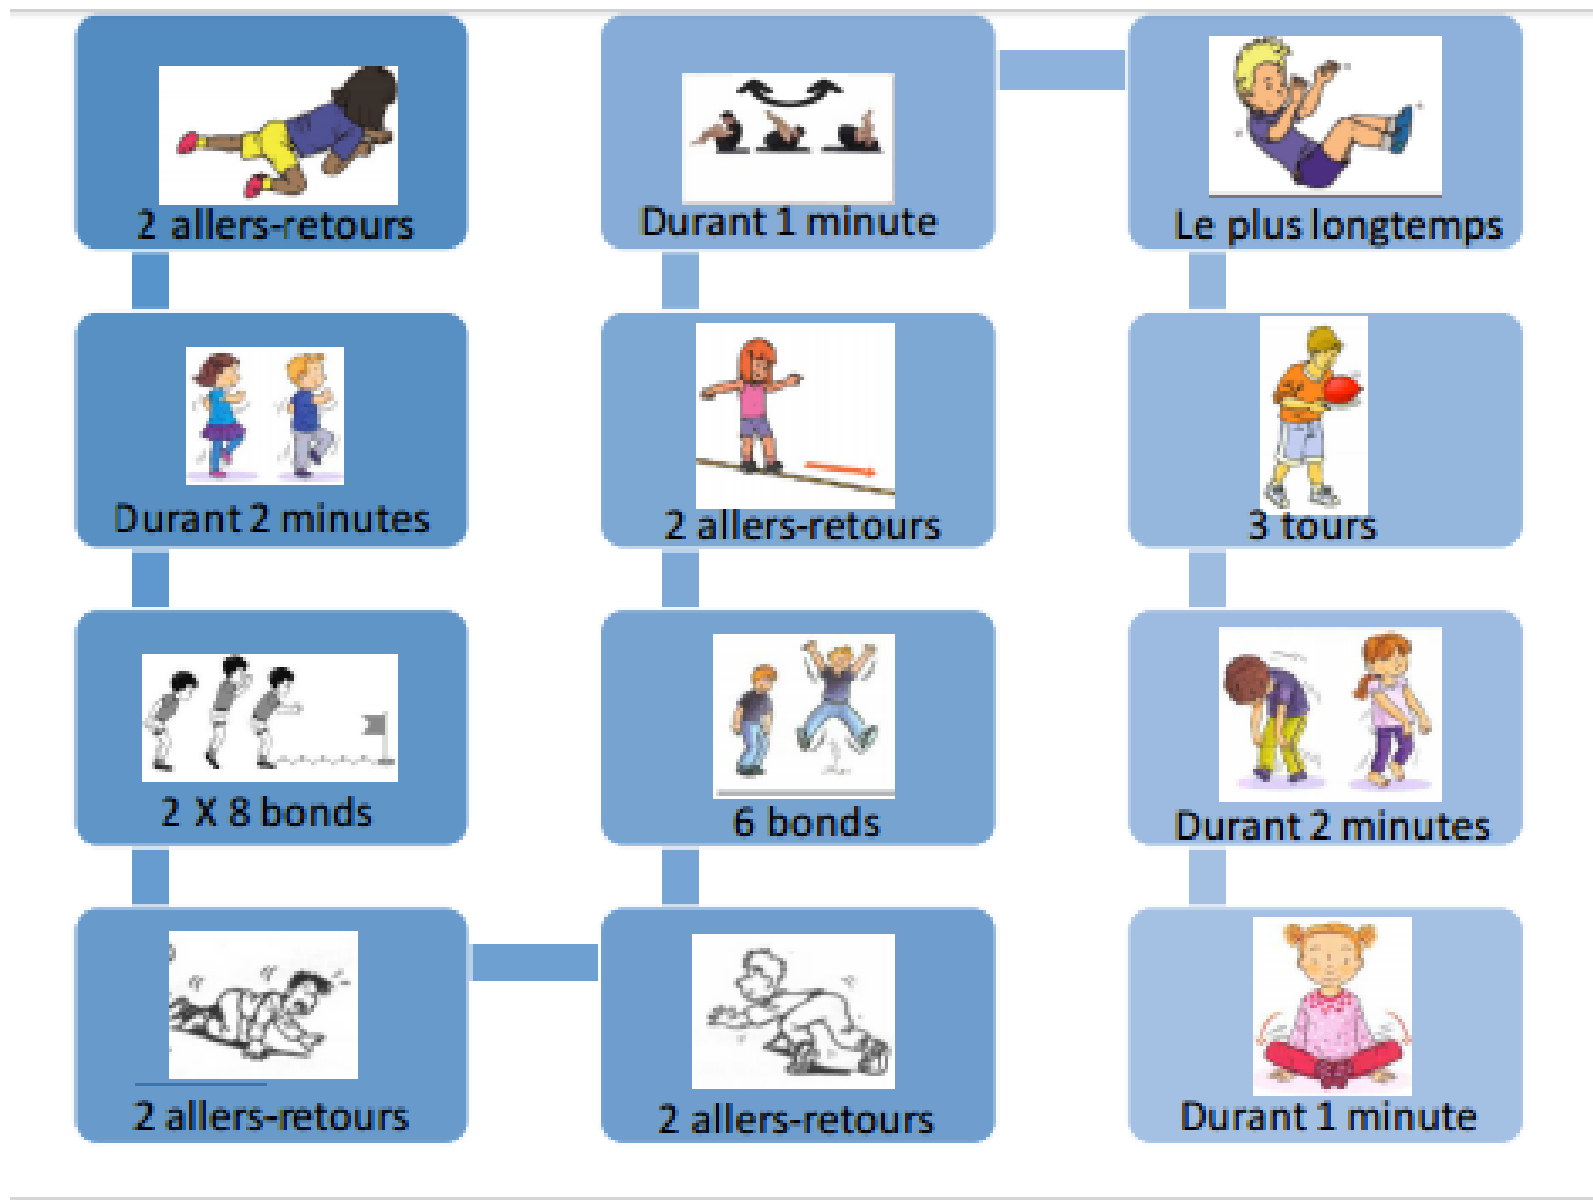 2 allers-retours
Durant 2 minutes
2 X 8 bonds
2 allers-retours
2 allers-retours
6 bonds
2 allers-retours
Durant 1 minute
Le plus longtemps
3 tours
Durant 2 minutes
Durant 1 minute